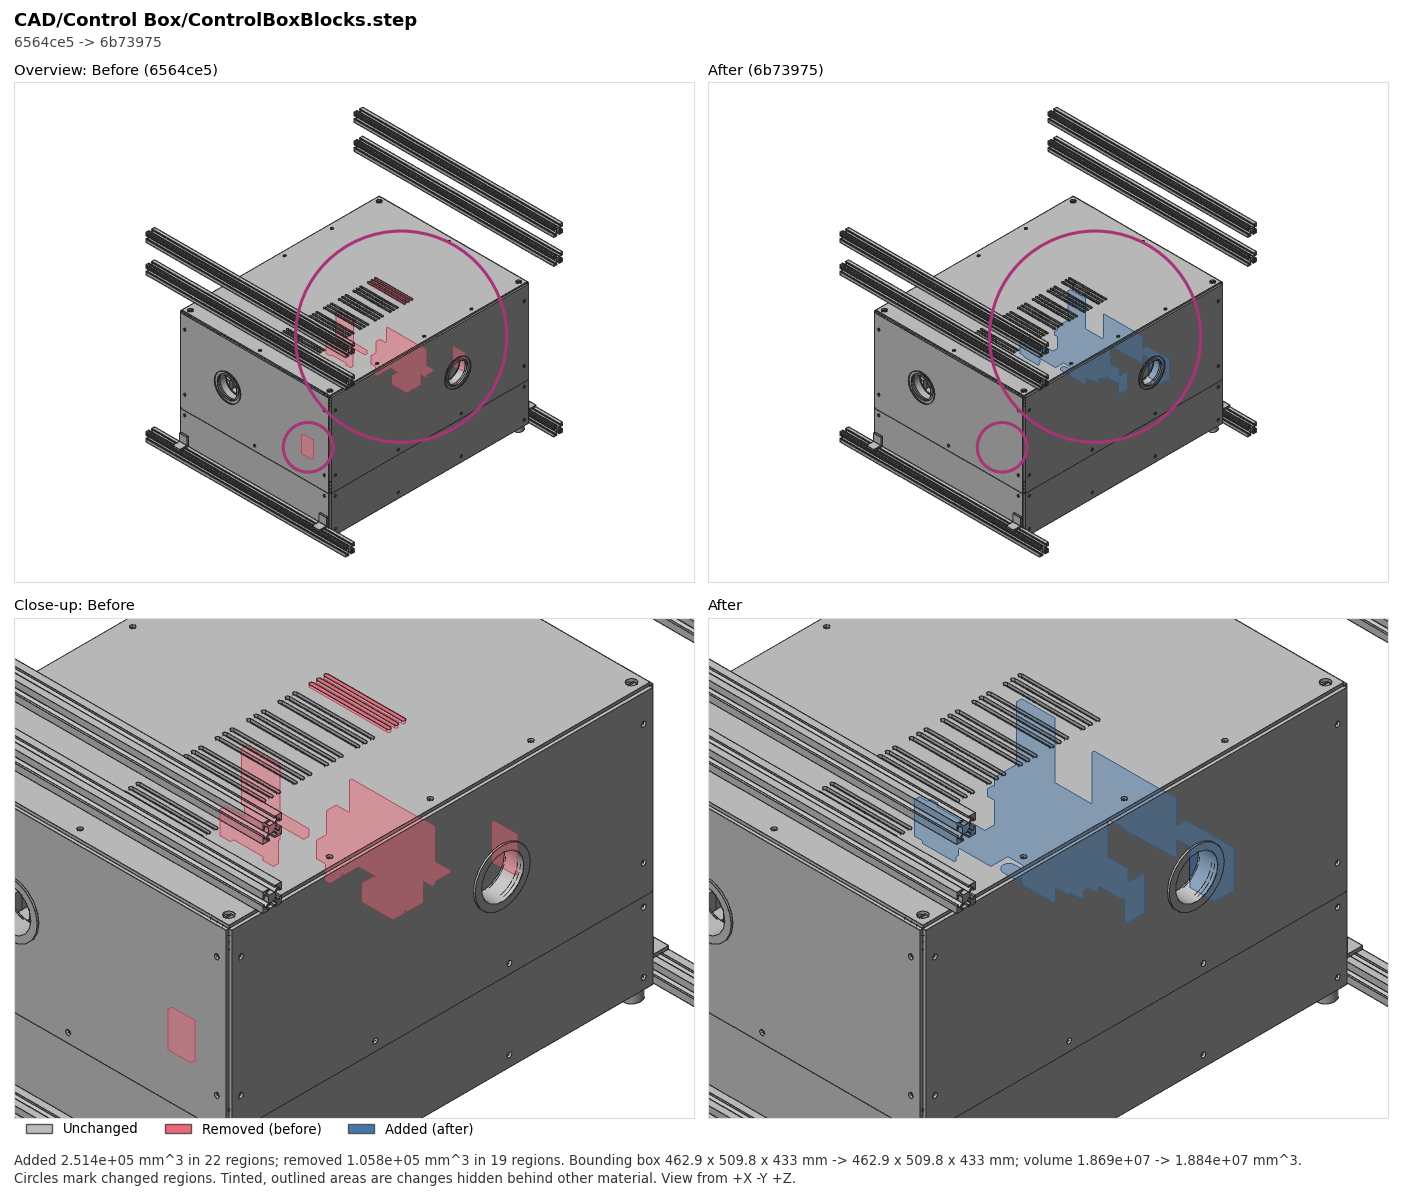 CAD/Control Box/ControlBoxBlocks.step
6564ce5 -> 6b73975
Overview: Before (6564ce5)
After (6b73975)
Close-up: Before
After
Unchanged
Removed (before)
Added (after)
Added 2.514e+05 mm^3 in 22 regions; removed 1.058e+05 mm^3 in 19 regions. Bounding box 462.9 x 509.8 x 433 mm -> 462.9 x 509.8 x 433 mm; volume 1.869e+07 -> 1.884e+07 mm^3.
Circles mark changed regions. Tinted, outlined areas are changes hidden behind other material. View from +X -Y +Z.